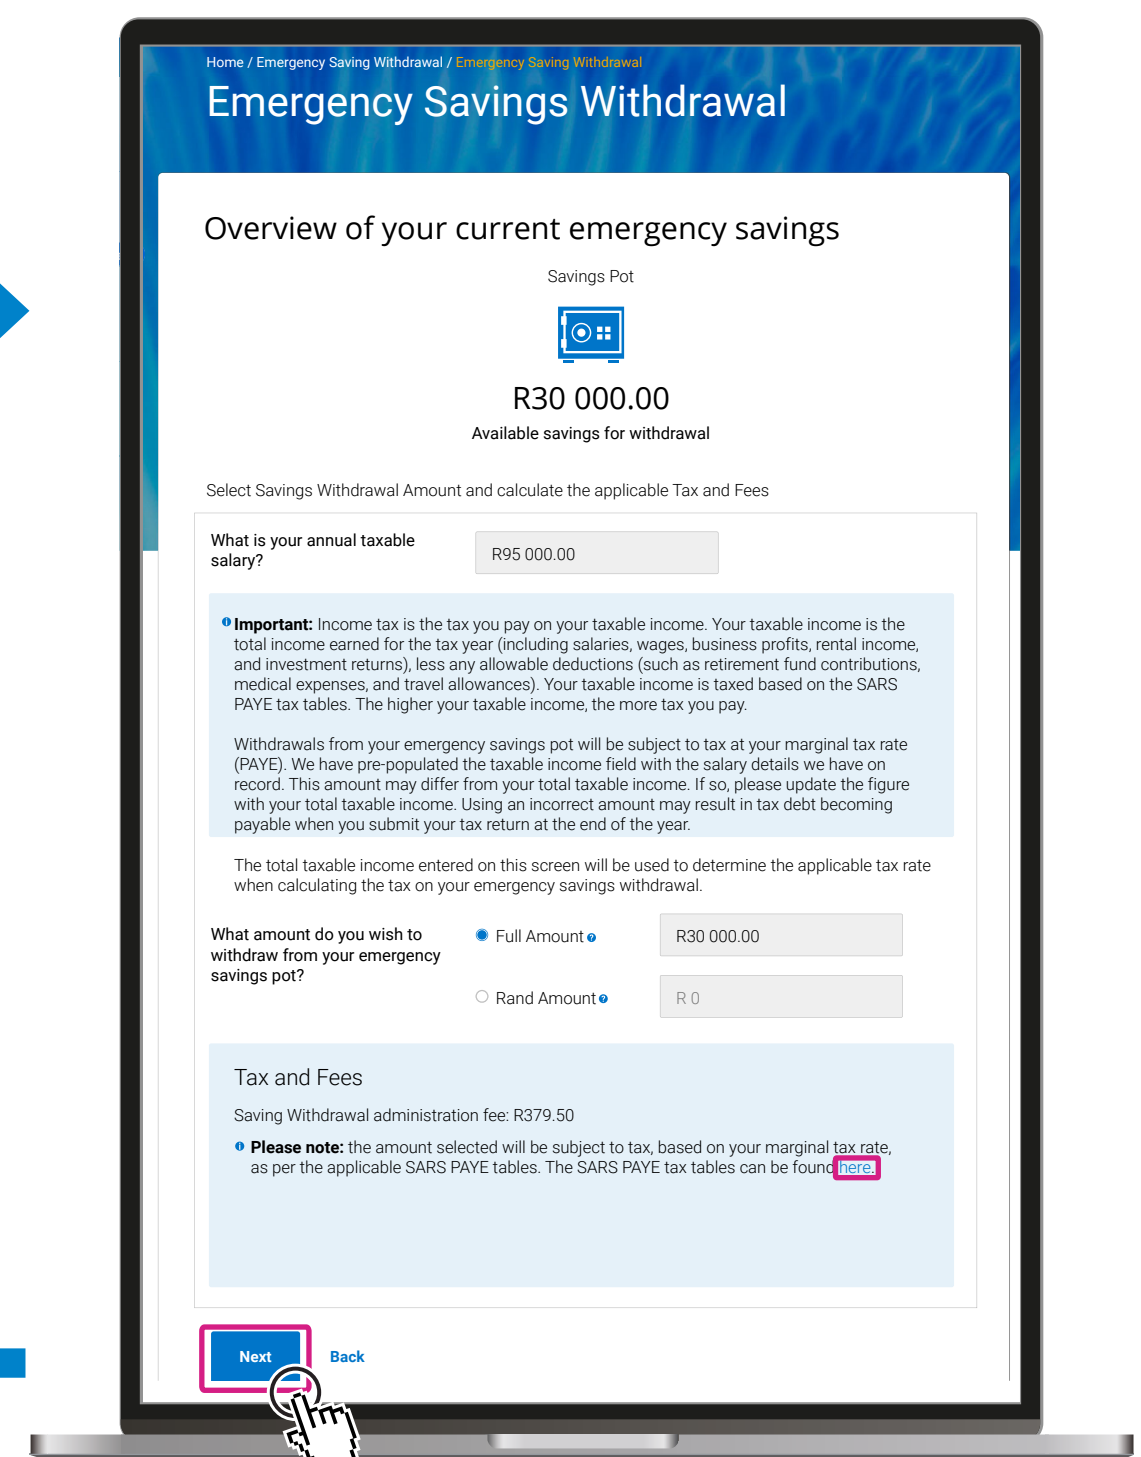 Home / Emergency Saving Withdrawal / Emergency Saving Withdrawal
Emergency Savings Withdrawal
Overview of your current emergency savings
Savings Pot
R30 000.00
Available savings for withdrawal
Select Savings Withdrawal Amount and calculate the applicable Tax and Fees
What is your annual taxable
salary?
R95 000.00
Important: Income tax is the tax you pay on your taxable income. Your taxable income is the
total income earned for the tax year (including salaries, wages, business profits, rental income,
and investment returns), less any allowable deductions (such as retirement fund contributions,
medical expenses, and travel allowances). Your taxable income is taxed based on the SARS
PAYE tax tables. The higher your taxable income, the more tax you pay.
Withdrawals from your emergency savings pot will be subject to tax at your marginal tax rate
(PAYE). We have pre-populated the taxable income field with the salary details we have on
record. This amount may differ from your total taxable income. If so, please update the figure
with your total taxable income. Using an incorrect amount may result in tax debt becoming
payable when you submit your tax return at the end of the year.
The total taxable income entered on this screen will be used to determine the applicable tax rate
when calculating the tax on your emergency savings withdrawal.
What amount do you wish to
withdraw from your emergency
savings pot?
Full Amount
R30 000.00
Rand Amount
R 0
Tax and Fees
Saving Withdrawal administration fee: R379.50
Please note: the amount selected will be subject to tax, based on your marginal tax rate,
as per the applicable SARS PAYE tables. The SARS PAYE tax tables can be found here.
Next
Back